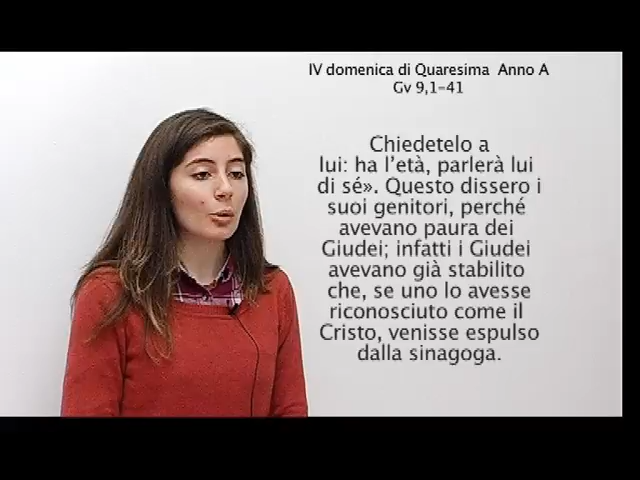 IV domenica di Quaresima Anno A
Gv 9,1-41
Chiedetelo a
lui: ha l'età, parlerà lui
di sé». Questo dissero i
suoi genitori, perché
avevano paura dei
Giudei; infatti i Giudei
avevano già stabilito
che, se uno lo avesse
riconosciuto come il
Cristo, venisse espulso
dalla sinagoga.